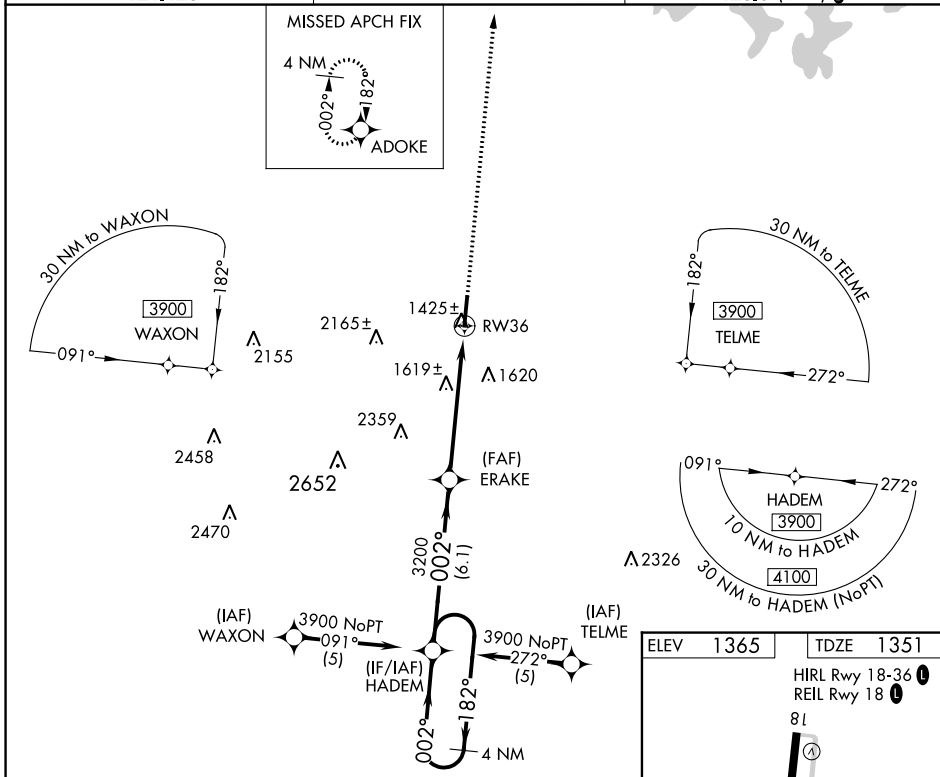 MISSED APCH FIX
4 NM
002°
182°
ADOKE
30 NM to WAXON
182°
3900
WAXON
091°
30 NM to TELME
182°
3900
TELME
272°
2155
2165±
1425±
RW36
1619±
1620
2359
2458
2652
2470
(FAF)
ERAKE
091°
272°
HADEM
3900
10 NM to HADEM
4100
30 NM to HADEM (NoPT)
2326
3200
002°
(6.1)
(IAF)
WAXON
3900 NoPT
091°
(5)
(IF/IAF)
HADEM
(IAF)
TELME
3900 NoPT
272°
(5)
002°
182°
4 NM
ELEV 1365
TDZE 1351
HIRL Rwy 18-36 L
REIL Rwy 18 L
18
V